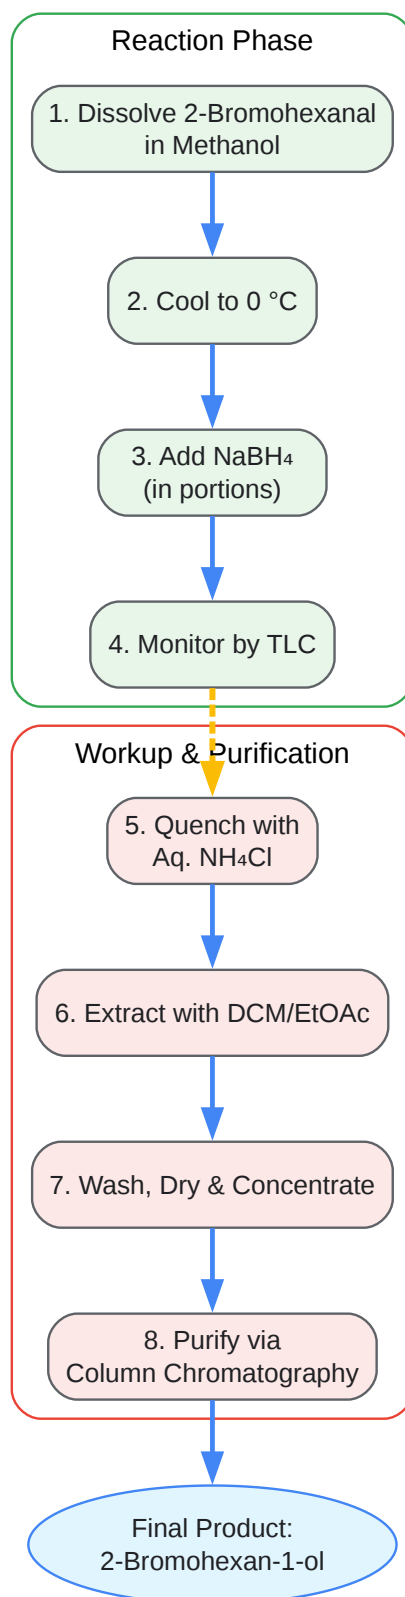 Reaction Phase
1. Dissolve 2-Bromohexanal
in Methanol
2. Cool to 0 °C
3. Add NaBH₄
(in portions)
4. Monitor by TLC
Workup & Purification
5. Quench with
Aq. NH₄Cl
6. Extract with DCM/EtOAc
7. Wash, Dry & Concentrate
8. Purify via
Column Chromatography
Final Product:
2-Bromohexan-1-ol